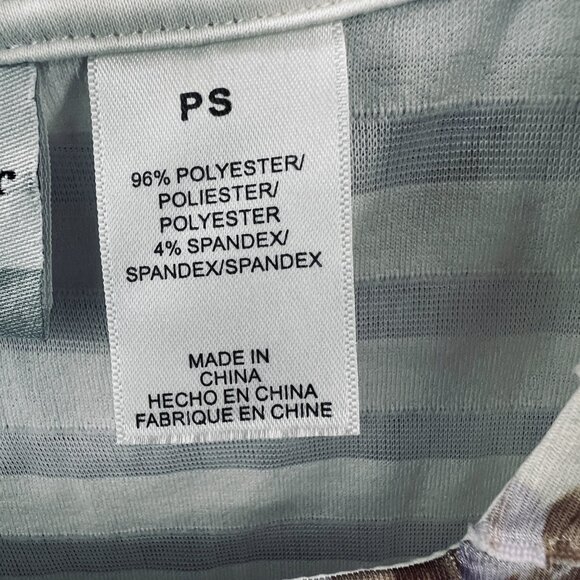 PS
96% POLYESTER/
POLIESTER/
POLYESTER
4% SPANDEX/
SPANDEX/SPANDEX
MADE IN
CHINA
HECHO EN CHINA
FABRIQUE EN CHINE